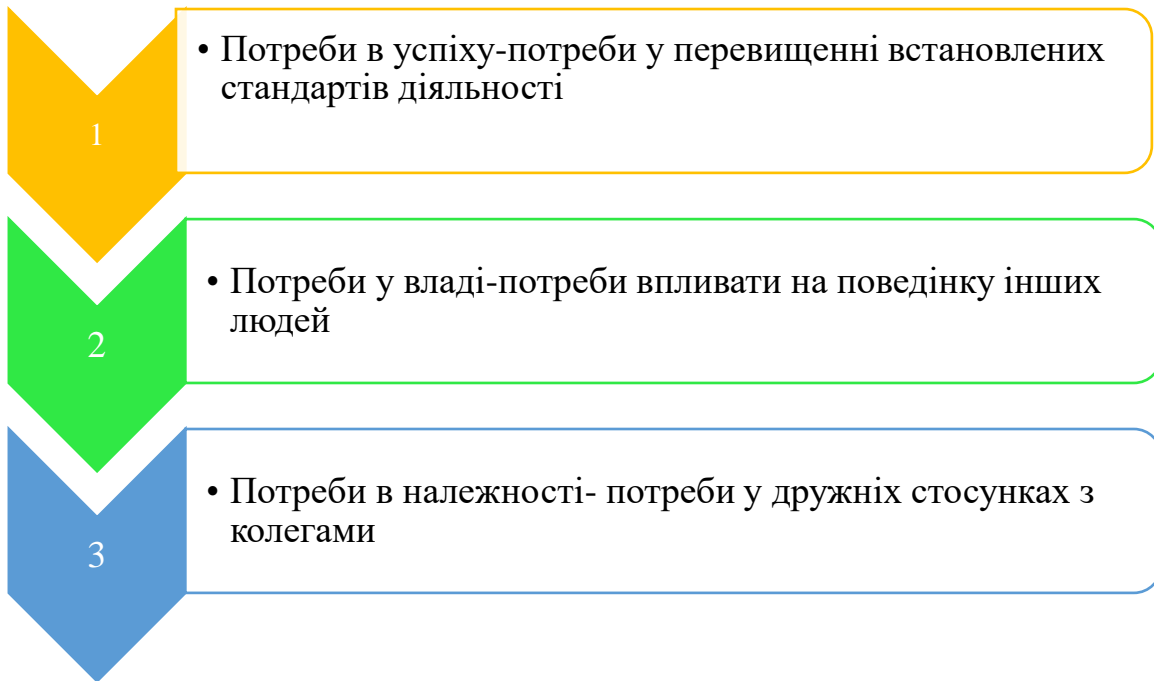 1
• Потреби в успіху-потреби у перевищенні встановлених
стандартів діяльності
2
• Потреби у владі-потреби впливати на поведінку інших
людей
3
• Потреби в належності- потреби у дружніх стосунках з
колегами